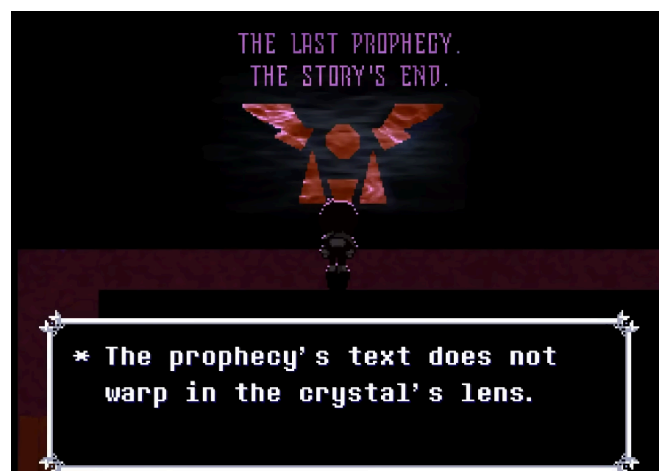 THE LAST PROPHECY.
THE STORY'S END.
* The prophecy's text does not
warp in the crystal's lens.